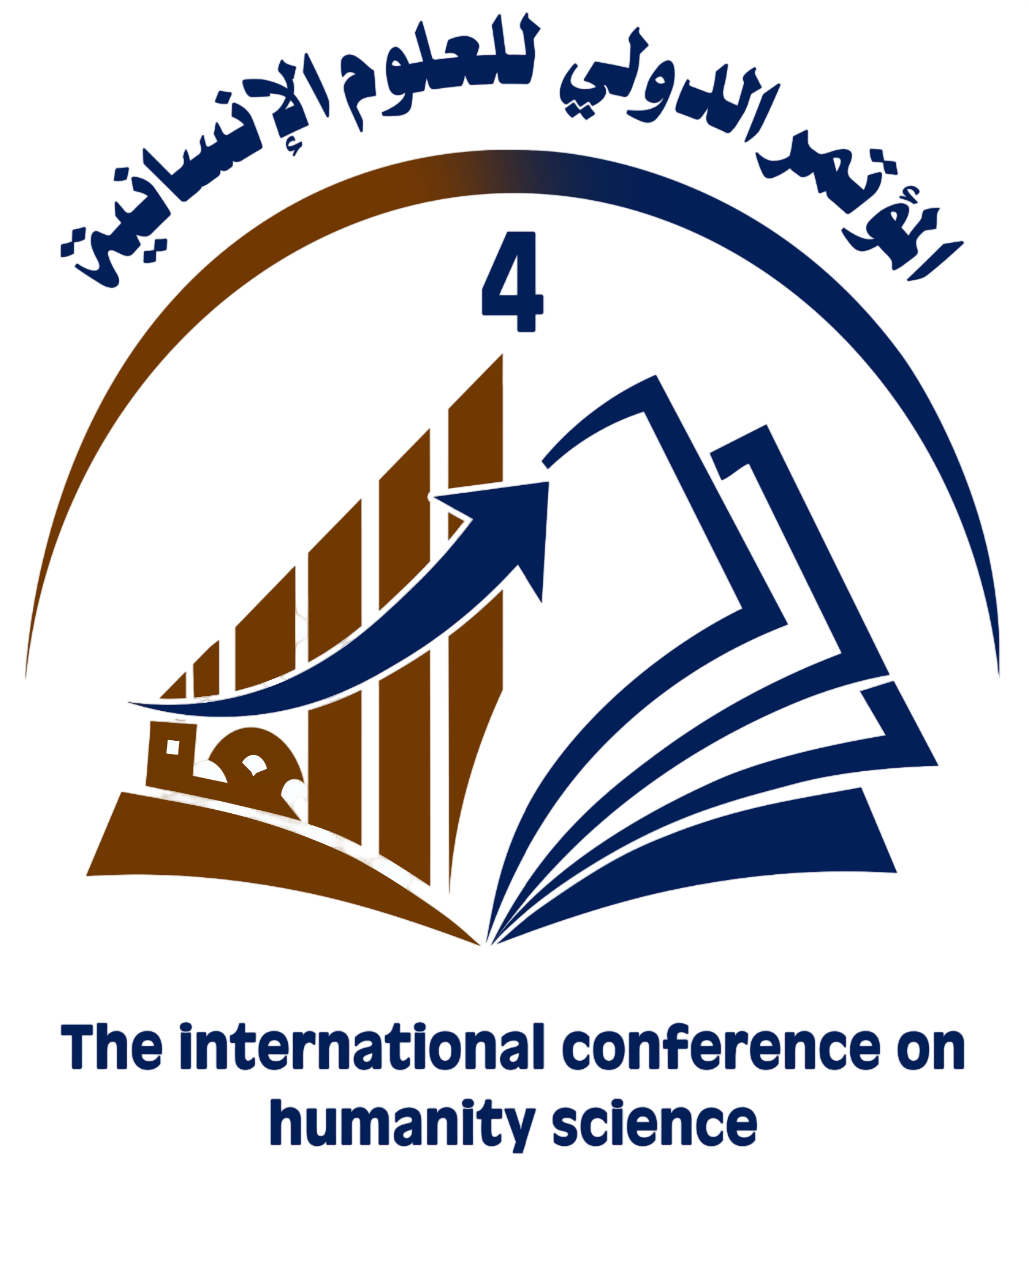 المؤتمر الدولي للعلوم الإنسانية
4
The international conference on
humanity science